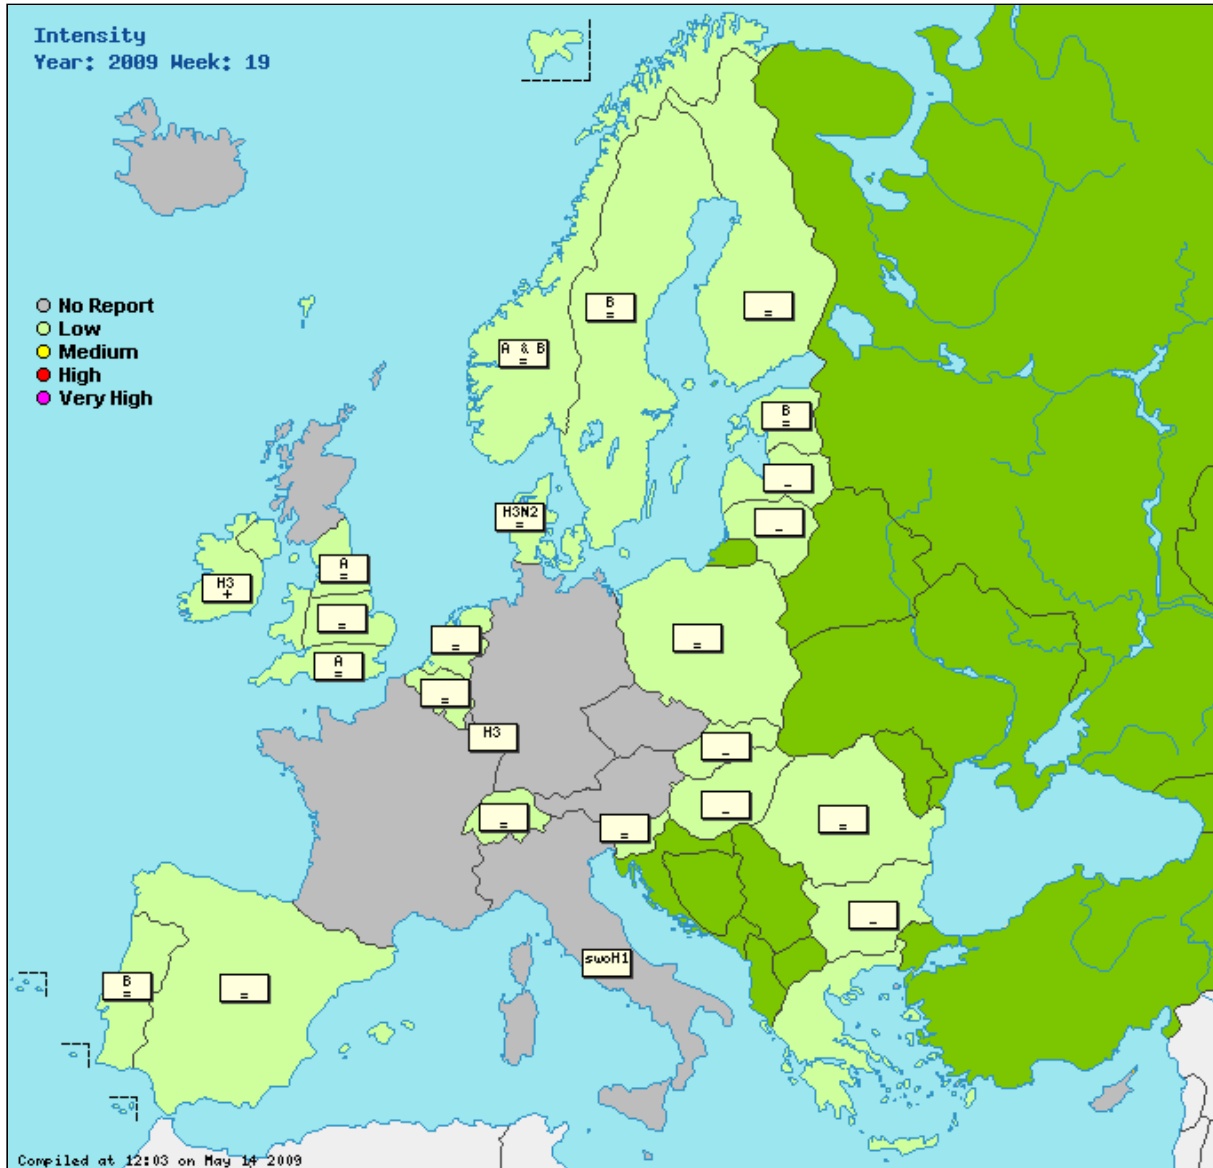 Intensity
Year: 2009 Week: 19
No Report
Low
Medium
High
Very High
B
=
=
A & B
=
B
=
-
H3N2
=
-
A
=
H3
+
=
=
=
A
=
=
H3
-
-
=
=
=
-
swoH1
B
=
=
Compiled at 12:03 on May 14 2009